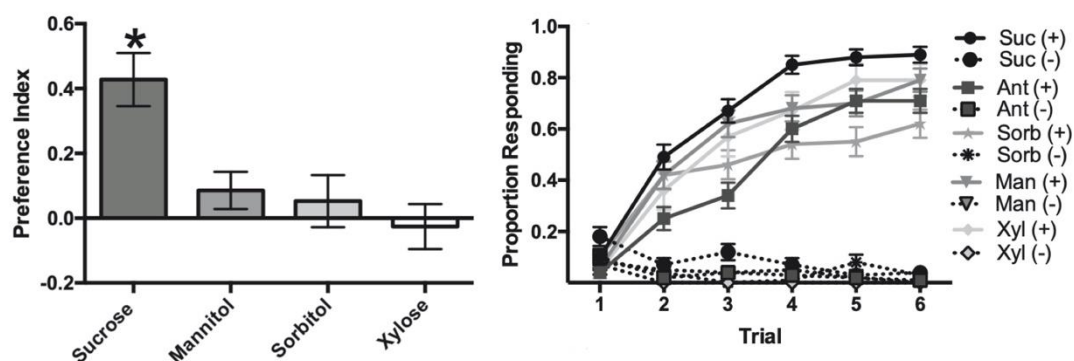 Preference Index
0.6
0.4
0.2
0.0
-0.2
*
Sucrose
Mannitol
Sorbitol
Xylose
Proportion Responding
1.0
0.8
0.6
0.4
0.2
1 2 3 4 5 6
Trial
Suc (+)
Suc (-)
Ant (+)
Ant (-)
Sorb (+)
Sorb (-)
Man (+)
Man (-)
Xyl (+)
Xyl (-)